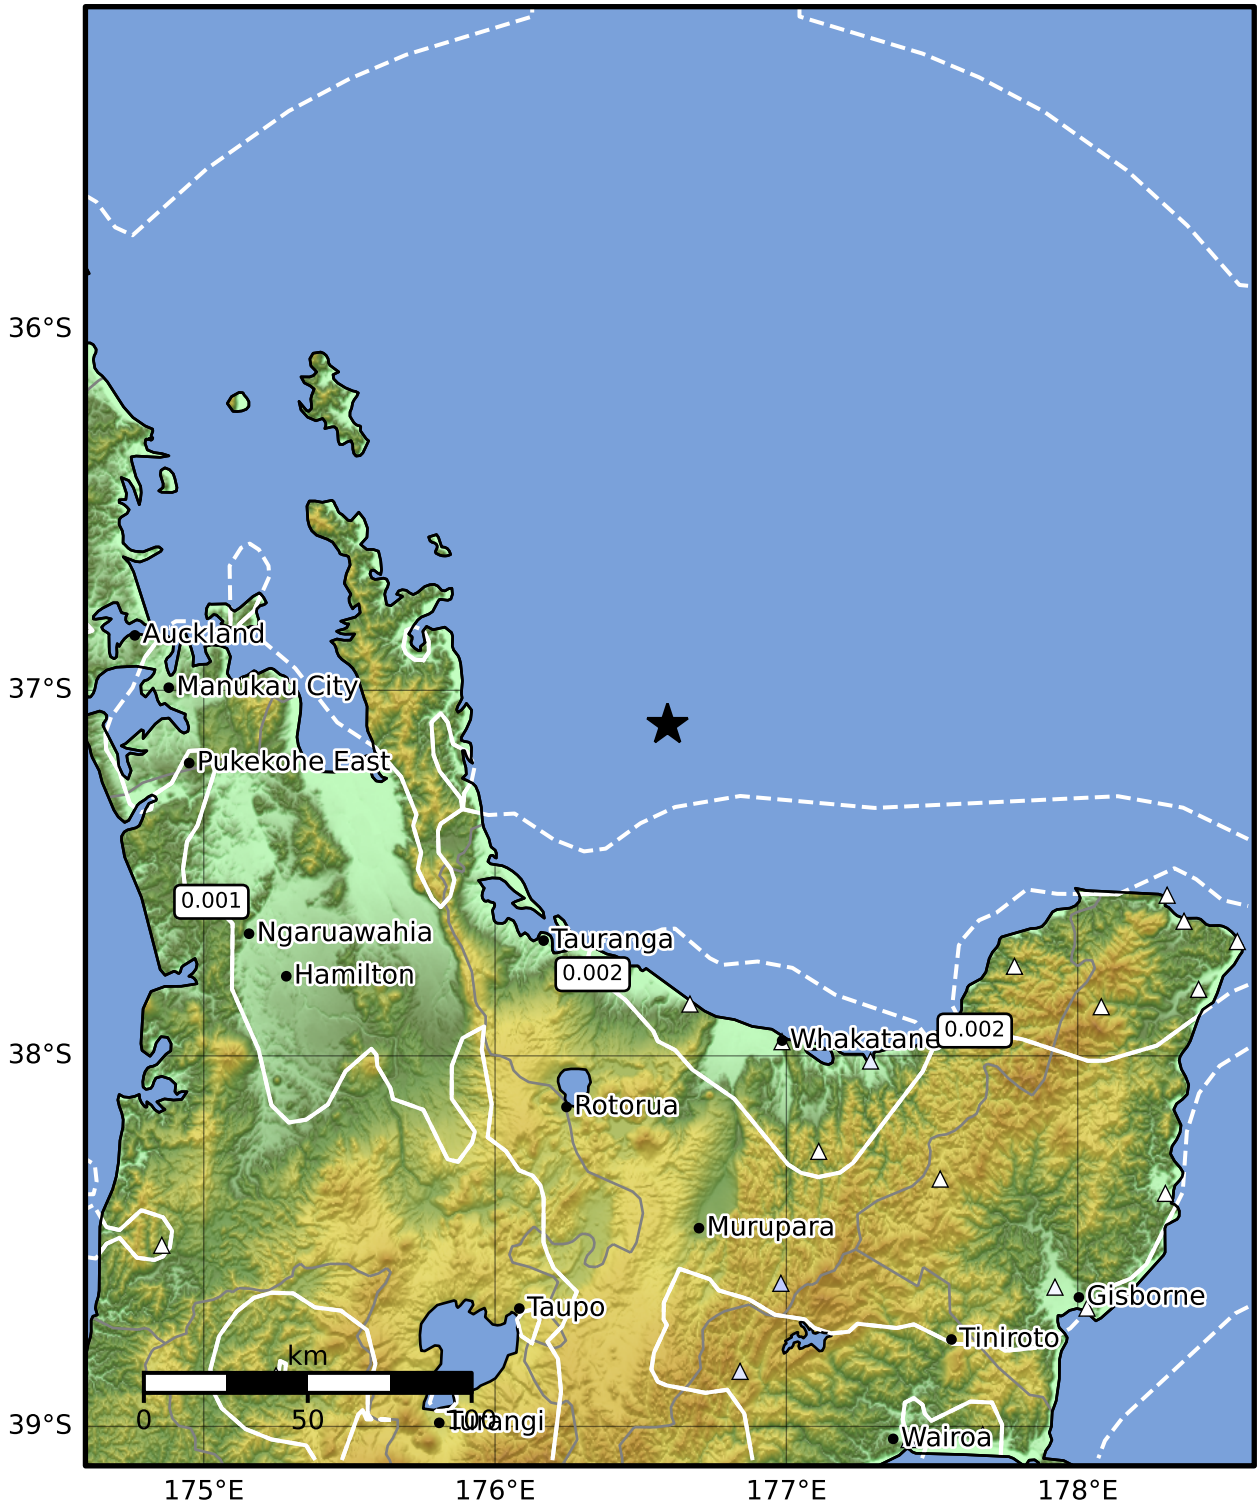 36°S
Auckland
37°S
Manukau City
Pukekohe East
0.001
Ngaruawahia
Tauranga
Hamilton
0.002
0.002
Whakatane
38°S
Rotorua
Murupara
Gisborne
Taupo
Tiniroto
km
0 50 100
Turangi
39°S
Wairoa
175°E 176°E 177°E 178°E